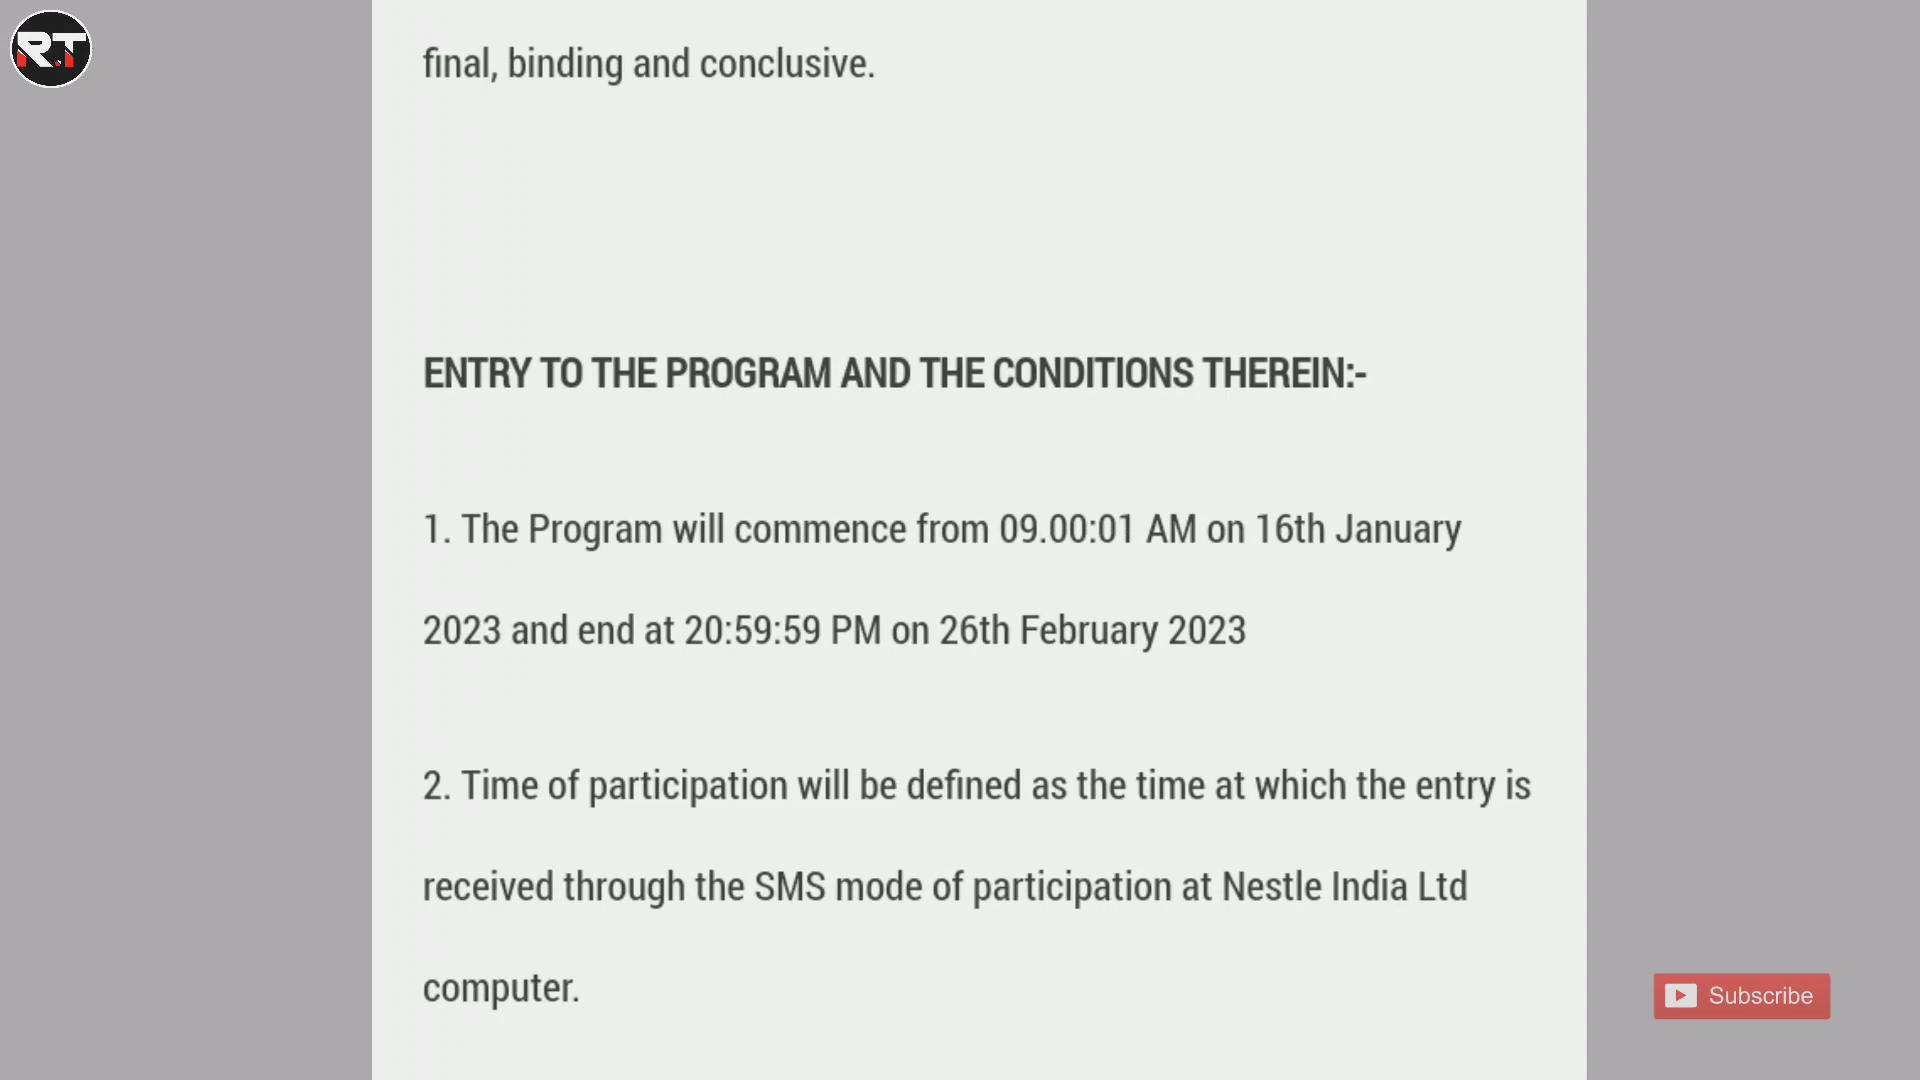 RT
final, binding and conclusive.
ENTRY TO THE PROGRAM AND THE CONDITIONS THEREIN:-
1. The Program will commence from 09.00:01 AM on 16th January
2023 and end at 20:59:59 PM on 26th February 2023
2. Time of participation will be defined as the time at which the entry is
received through the SMS mode of participation at Nestle India Ltd
computer.
Subscribe